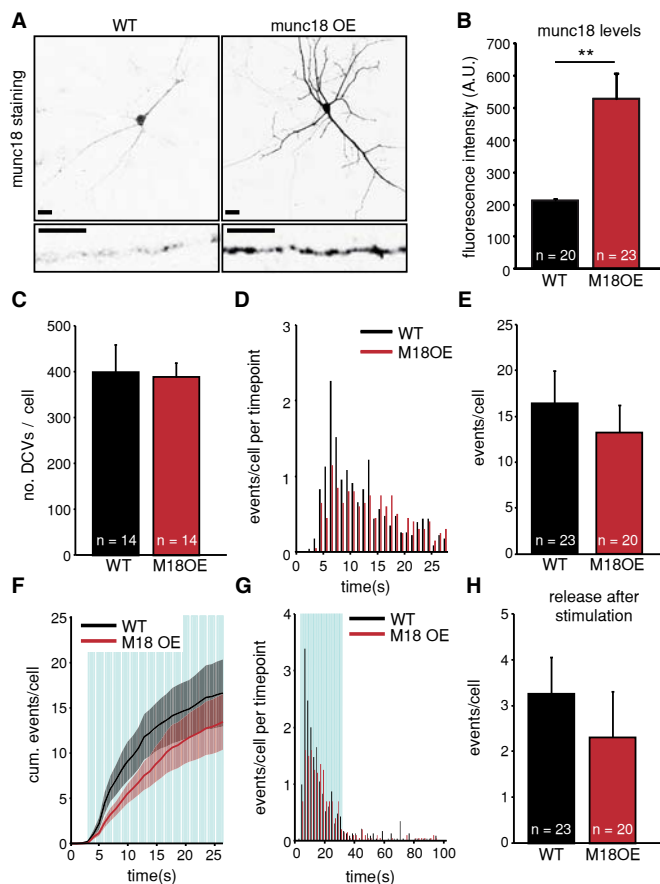 A
WT
munc18 OE
munc18 staining
B
munc18 levels
**
fluorescence intensity (A.U.)
700
600
500
400
300
200
100
0
n = 20
n = 23
WT
M18OE
C
no. DCVs / cell
500
400
300
200
100
0
n = 14
n = 14
WT
M18OE
D
WT
M18OE
events/cell per timepoint
3
2
1
0
0
5
10
15
20
25
time(s)
E
events/cell
25
20
15
10
5
0
n = 23
n = 20
WT
M18OE
F
WT
M18 OE
cum. events/cell
25
20
15
10
5
0
0
5
10
15
20
25
time(s)
G
WT
M18 OE
events/cell per timepoint
4
3
2
1
0
0
20
40
60
80
100
time(s)
H
release after
stimulation
events/cell
5
4
3
2
1
0
n = 23
n = 20
WT
M18OE